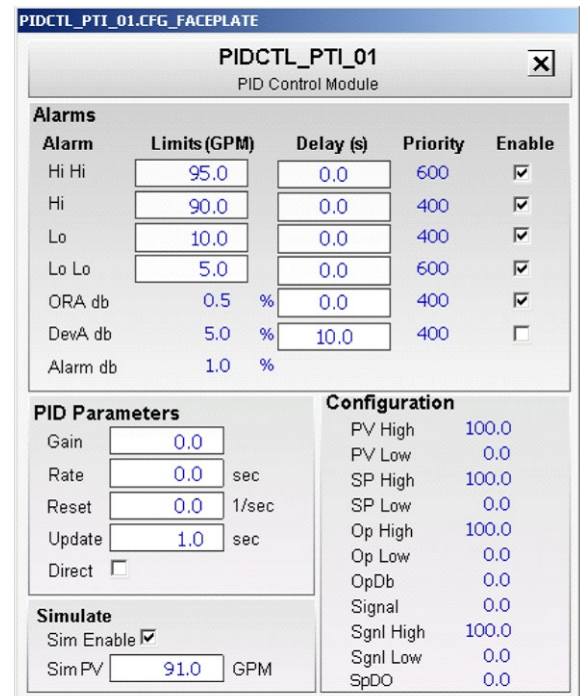 PIDCTL_PTI_01.CFG_FACEPLATE
PIDCTL_PTI_01
PID Control Module
Alarms
Alarm Limits (GPM) Delay (s) Priority Enable
Hi Hi 95.0 0.0 600
Hi 90.0 0.0 400
Lo 10.0 0.0 400
Lo Lo 5.0 0.0 600
ORA db 0.5 % 0.0 400
DevA db 5.0 % 10.0 400
Alarm db 1.0 %
PID Parameters
Gain 0.0
Rate 0.0 sec
Reset 0.0 1/sec
Update 1.0 sec
Direct
Simulate
Sim Enable
Sim PV 91.0 GPM
Configuration
PV High 100.0
PV Low 0.0
SP High 100.0
SP Low 0.0
Op High 100.0
Op Low 0.0
OpDb 0.0
Signal 0.0
Sgnl High 100.0
Sgnl Low 0.0
SpDO 0.0